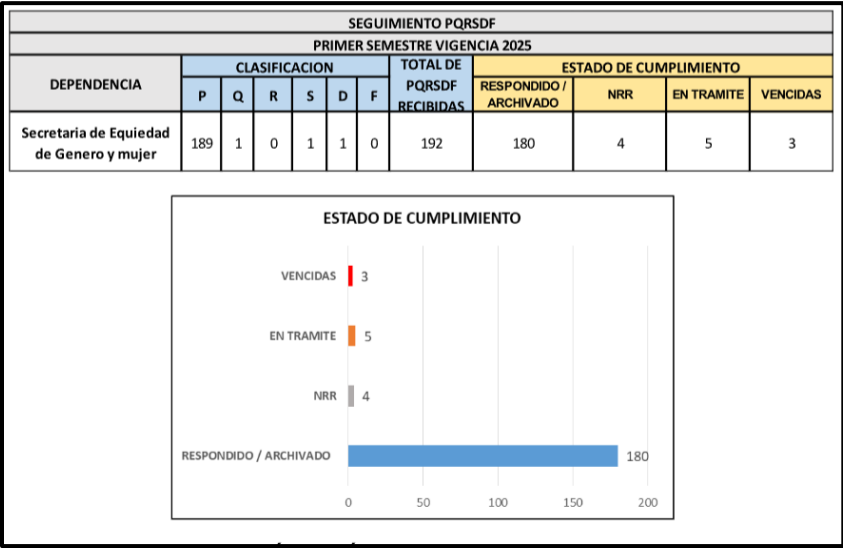 SEGUIMIENTO PQRSDF
PRIMER SEMESTRE VIGENCIA 2025
DEPENDENCIA CLASIFICACION TOTAL DE PQRSDF RECIBIDAS ESTADO DE CUMPLIMIENTO
P Q R S D F RESPONDIDO / ARCHIVADO NRR EN TRAMITE VENCIDAS
Secretaria de Equiedad
de Genero y mujer
189 1 0 1 1 0 192 180 4 5 3
ESTADO DE CUMPLIMIENTO
VENCIDAS 3
EN TRAMITE 5
NRR 4
RESPONDIDO / ARCHIVADO 180
0 50 100 150 200